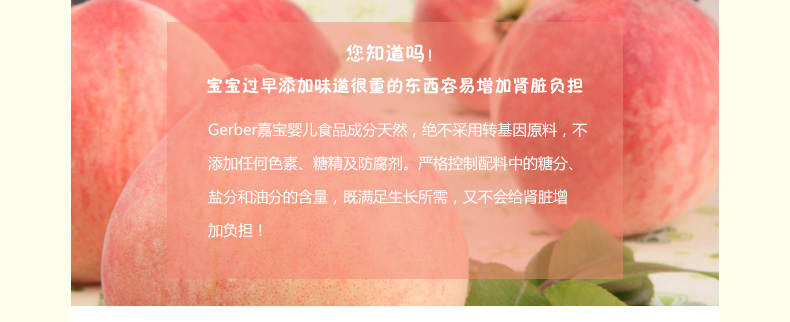 您知道吗！
宝宝过早添加味道很重的东西容易增加肾脏负担
Gerber嘉宝婴儿食品成分天然，绝不采用转基因原料，不
添加任何色素、糖精及防腐剂。严格控制配料中的糖分、
盐分和油分的含量，既满足生长所需，又不会给肾脏增
加负担！